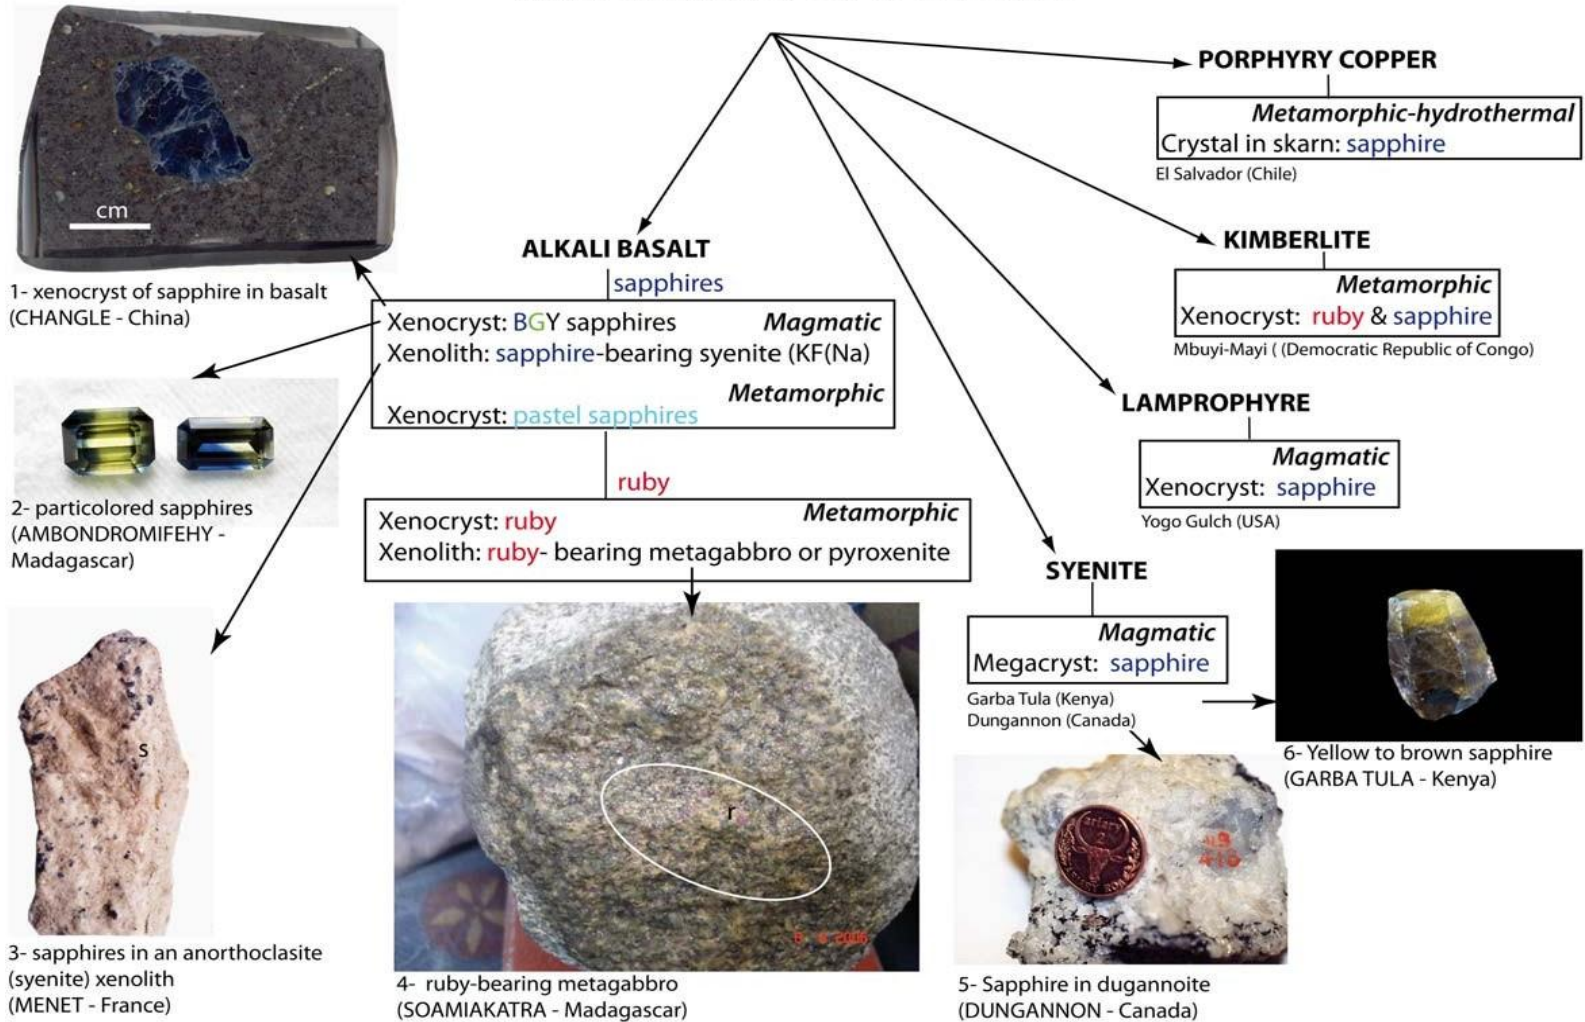 PORPHYRY COPPER
Metamorphic-hydrothermal
Crystal in skarn: sapphire
El Salvador (Chile)
KIMBERLITE
Metamorphic
Xenocryst: ruby & sapphire
Mbuyi-Mayi ( (Democratic Republic of Congo)
LAMPROPHYRE
Magmatic
Xenocryst: sapphire
Yogo Gulch (USA)
SYENITE
Magmatic
Megacryst: sapphire
Garba Tula (Kenya)
Dungannon (Canada)
ALKALI BASALT
sapphires
Xenocryst: BGY sapphires Magmatic
Xenolith: sapphire-bearing syenite (KF(Na)
Metamorphic
Xenocryst: pastel sapphires
ruby
Xenocryst: ruby Metamorphic
Xenolith: ruby- bearing metagabbro or pyroxenite
cm
1- xenocryst of sapphire in basalt
(CHANGLE - China)
2- particolored sapphires
(AMBONDROMIFEHY -
Madagascar)
s
3- sapphires in an anorthoclasite
(syenite) xenolith
(MENET - France)
r
4- ruby-bearing metagabbro
(SOAMIAKATRA - Madagascar)
ariary
2
5- Sapphire in dugannoite
(DUNGANNON - Canada)
6- Yellow to brown sapphire
(GARBA TULA - Kenya)